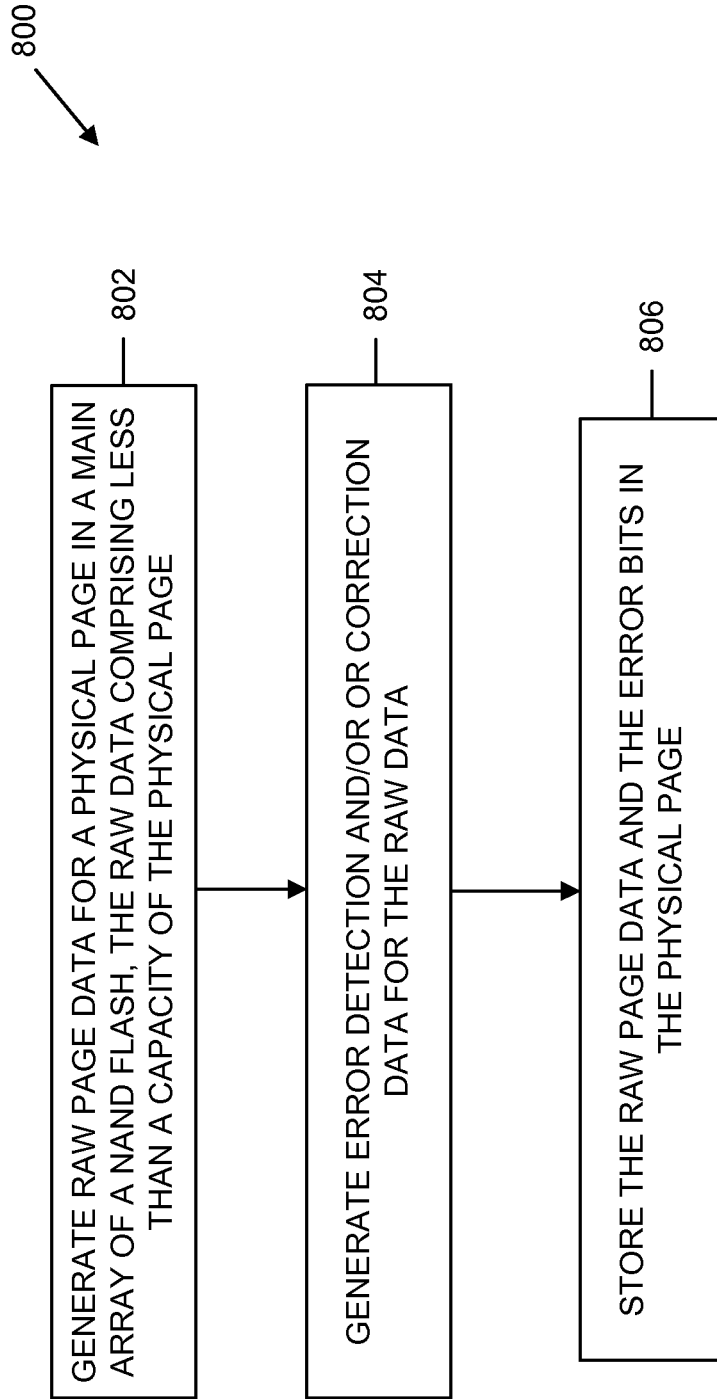 800
GENERATE RAW PAGE DATA FOR A PHYSICAL PAGE IN A MAIN
ARRAY OF A NAND FLASH, THE RAW DATA COMPRISING LESS
THAN A CAPACITY OF THE PHYSICAL PAGE
802
GENERATE ERROR DETECTION AND/OR OR CORRECTION
DATA FOR THE RAW DATA
804
STORE THE RAW PAGE DATA AND THE ERROR BITS IN
THE PHYSICAL PAGE
806